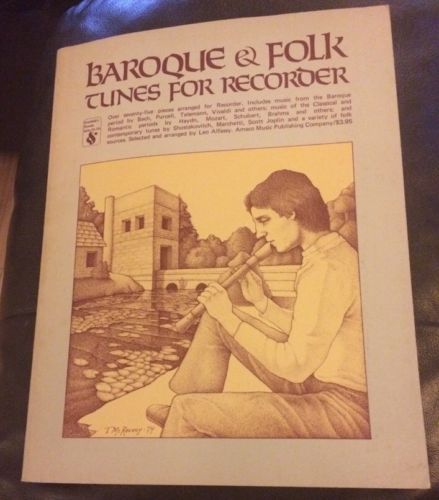 BAROQUE & FOLK
TUNES FOR RECORDER
Over seventy-five pieces arranged for Recorder. Includes music from the Baroque
period by Bach, Purcell, Telemann, Vivaldi and others; music of the Classical and
Romantic periods by Haydn, Mozart, Schubert, Brahms and others; and
contemporary tunes by Shostakovich, Marchetti, Scott Joplin and a variety of folk
sources. Selected and arranged by Leo Alfassy. Amsco Music Publishing Company/$3.95